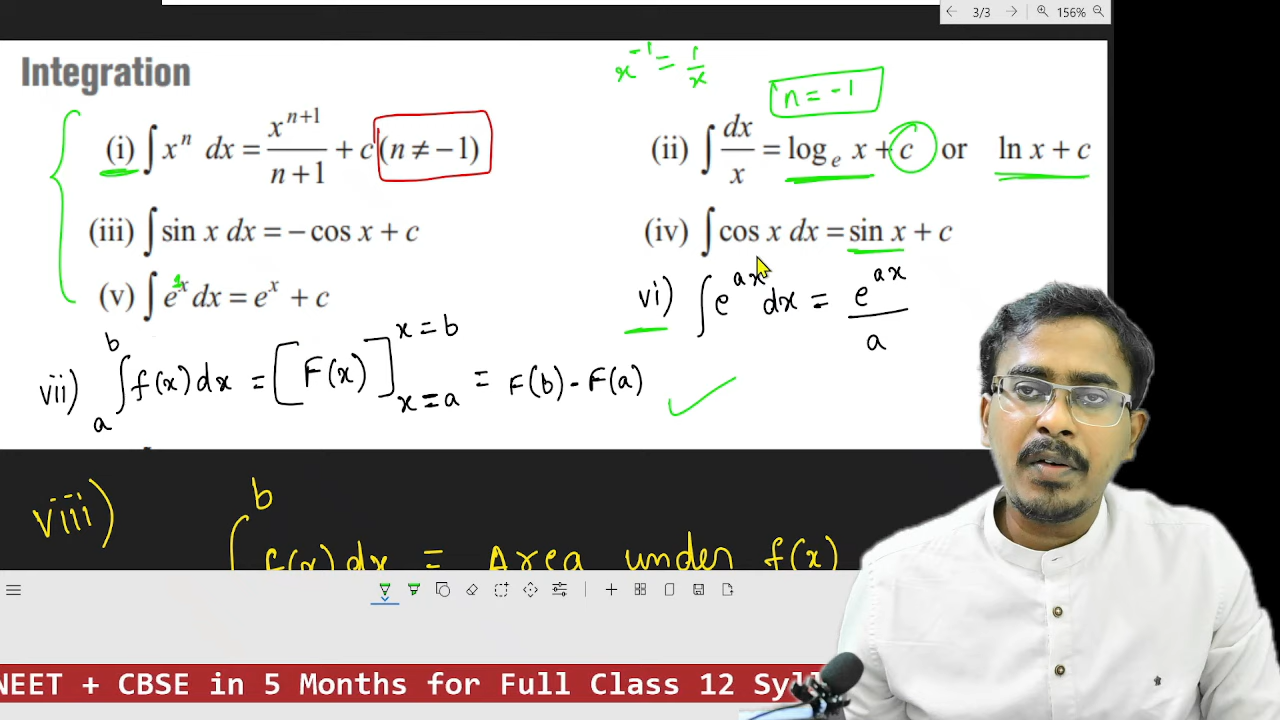 3/3 156%
Integration
x⁻¹ = 1/x
n = -1
(i) ∫ xⁿ dx = xⁿ⁺¹/(n+1) + c (n ≠ −1)
(ii) ∫ dx/x = logₑ x + c or ln x + c
(iii) ∫ sin x dx = − cos x + c
(iv) ∫ cos x dx = sin x + c
(v) ∫ eˣ dx = eˣ + c
vi) ∫ e^{ax} dx = e^{ax}/a
vii) ∫ₐᵇ f(x) dx = [F(x)]_{x=a}^{x=b} = F(b) - F(a)
viii) ∫ᵇ f(x) dx = Area under f(x)
NEET + CBSE in 5 Months for Full Class 12 Syll